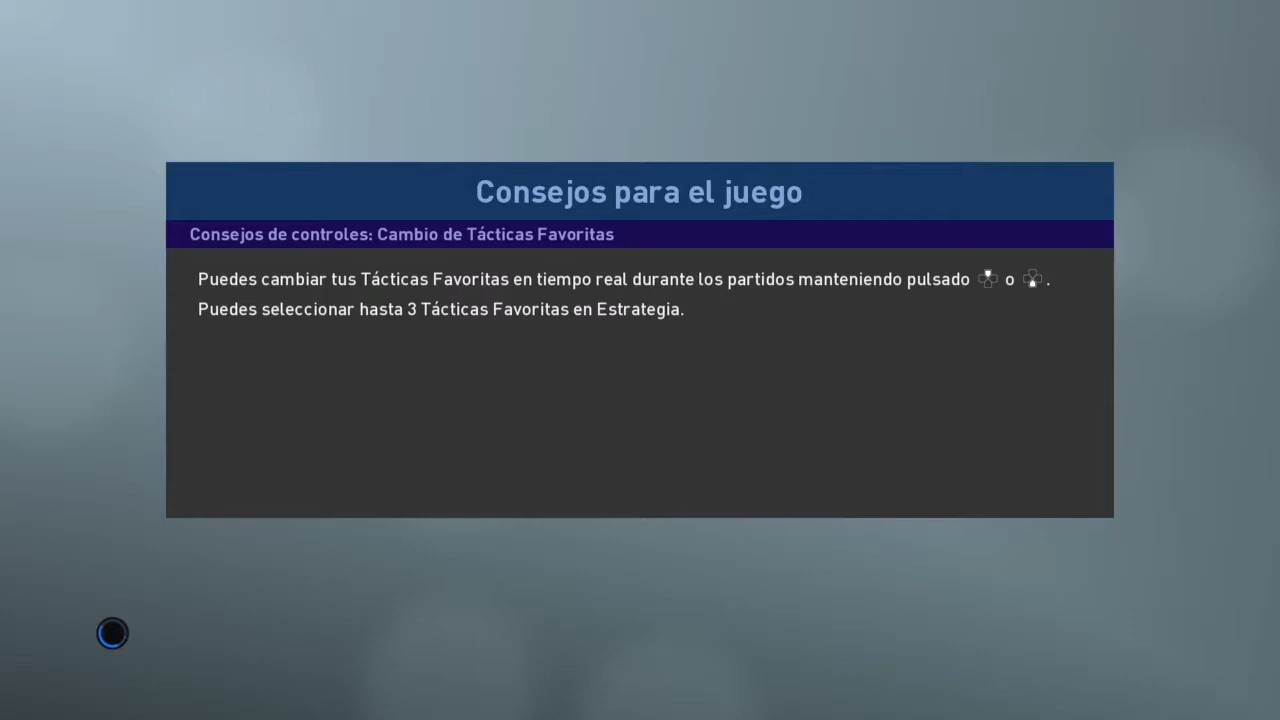 Consejos para el juego
Consejos de controles: Cambio de Tácticas Favoritas
Puedes cambiar tus Tácticas Favoritas en tiempo real durante los partidos manteniendo pulsado o .
Puedes seleccionar hasta 3 Tácticas Favoritas en Estrategia.